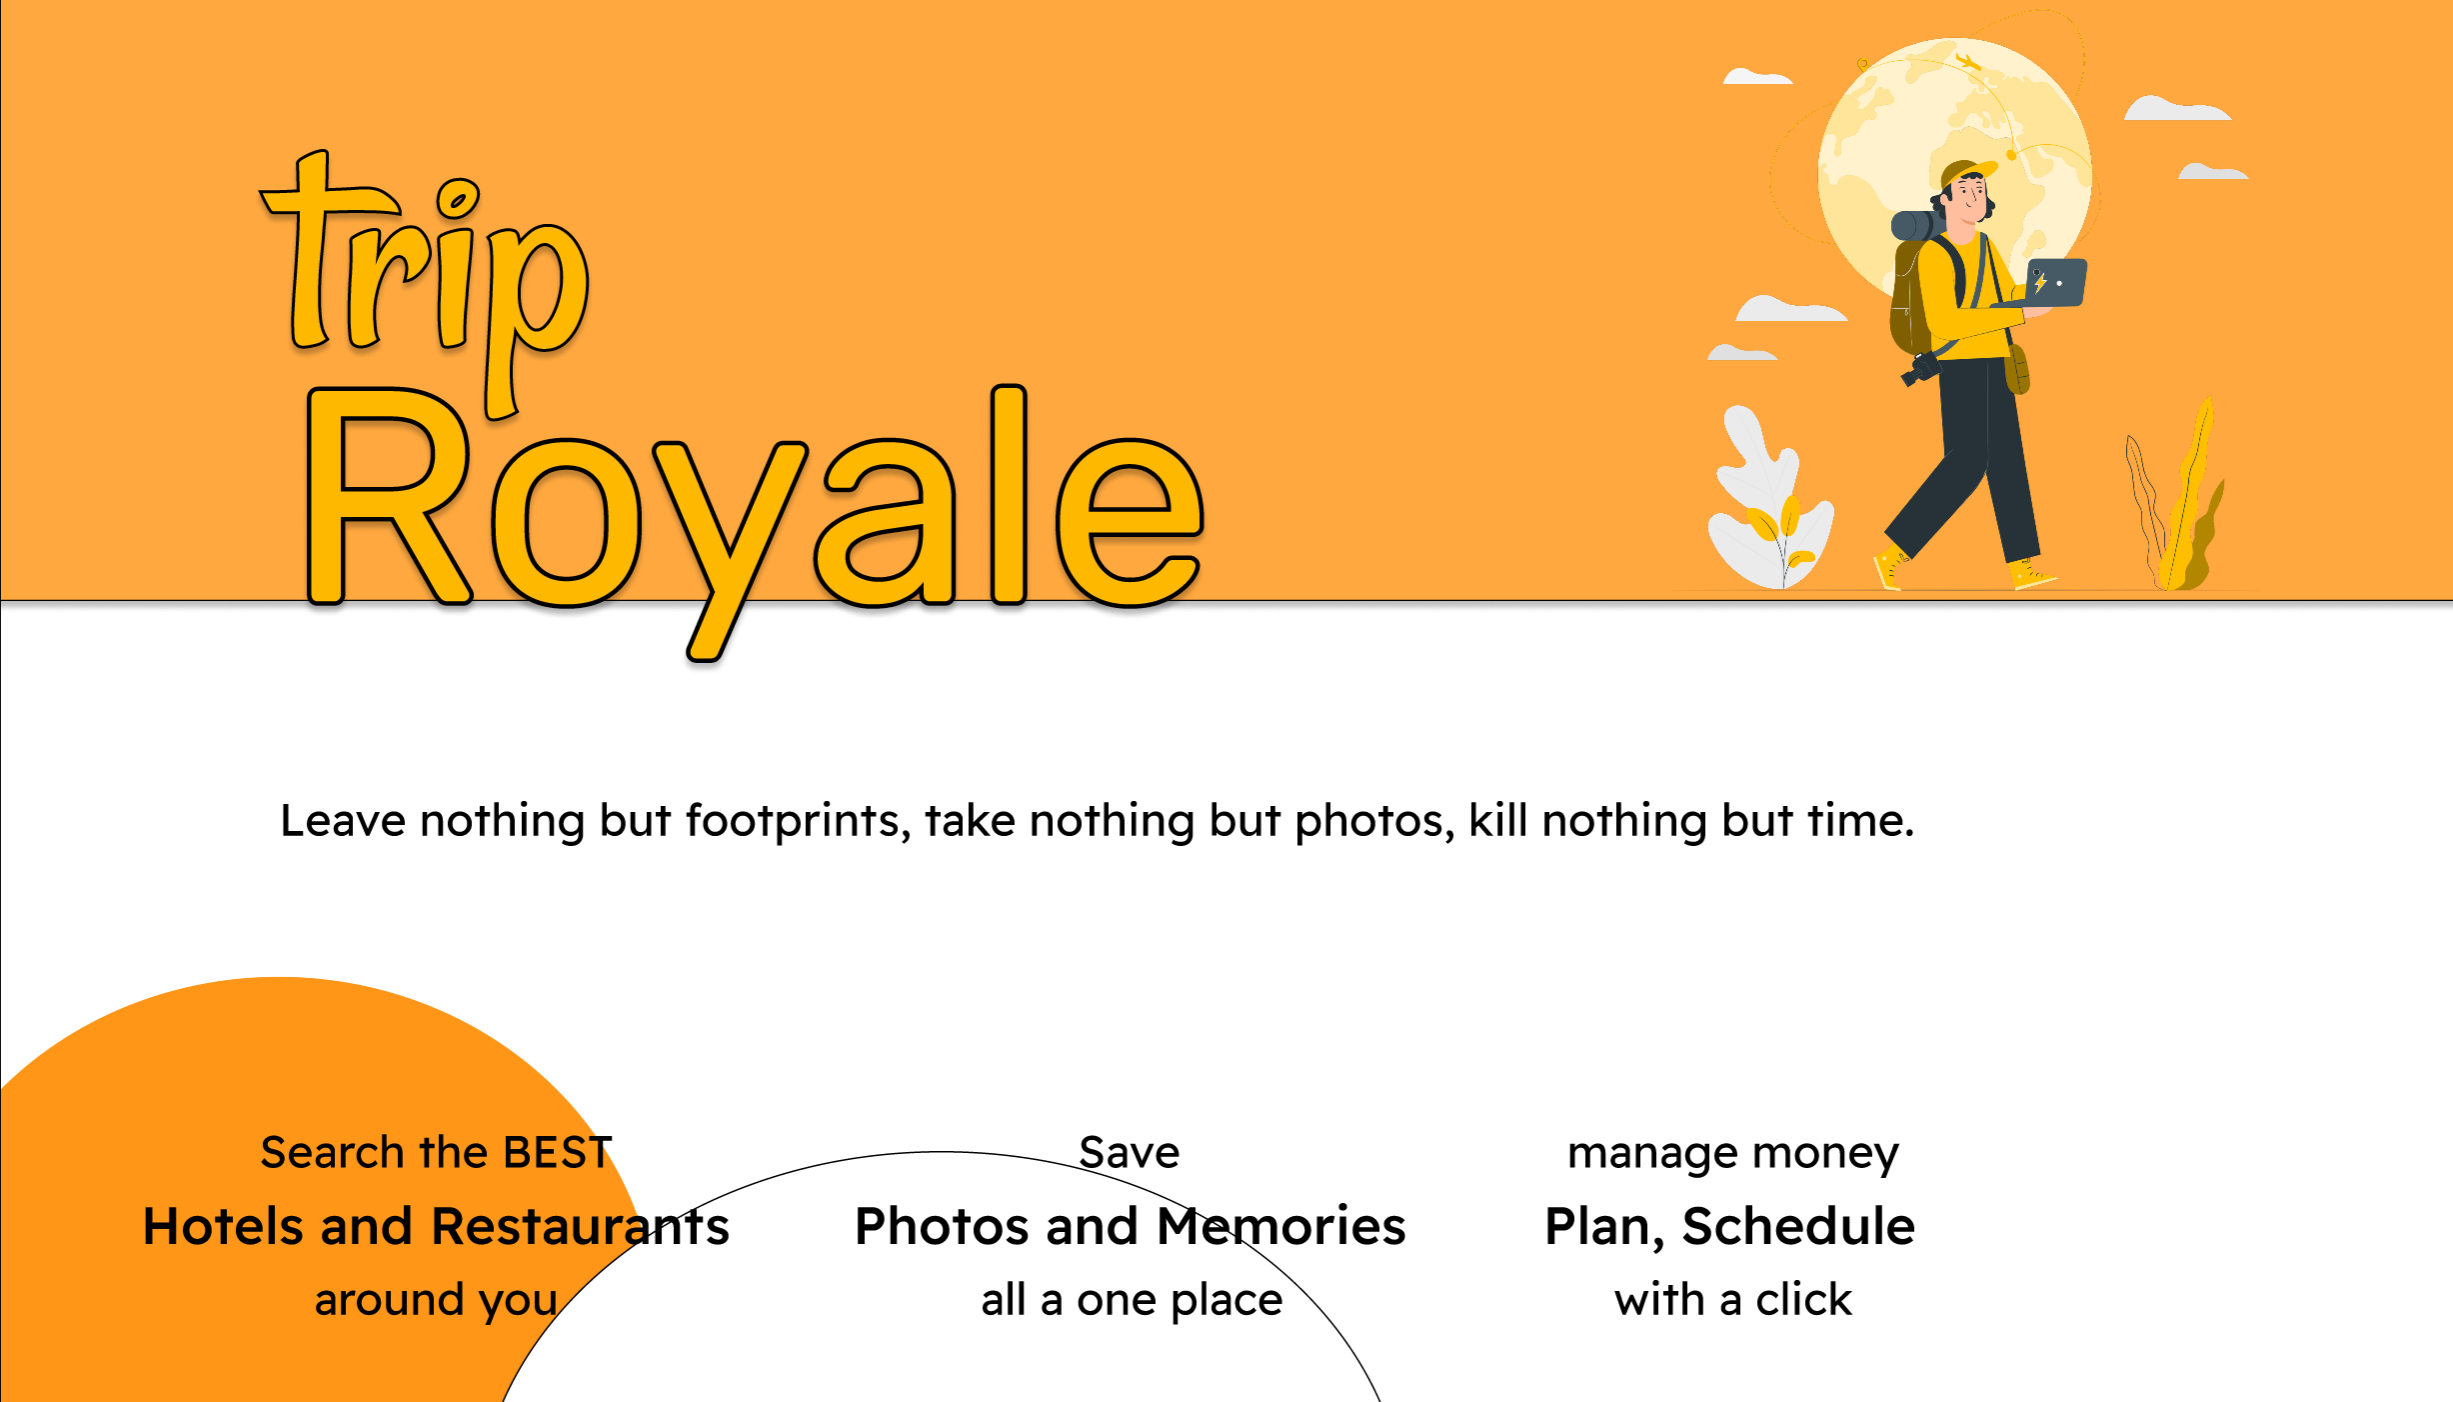 trip
Royale
Leave nothing but footprints, take nothing but photos, kill nothing but time.
Search the BEST
Hotels and Restaurants
around you
Save
Photos and Memories
all a one place
manage money
Plan, Schedule
with a click